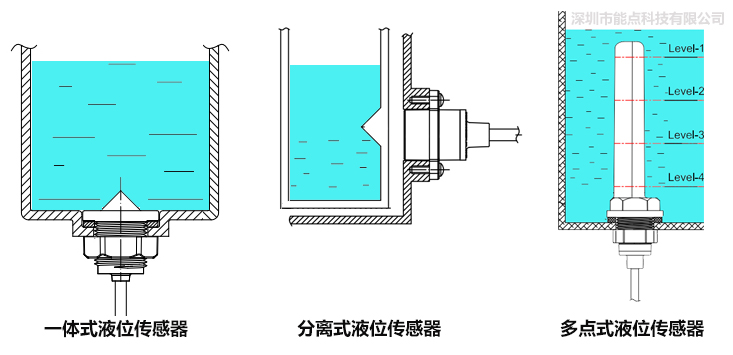 深圳市能点科技有限公司
Level-1
Level-2
Level-3
Level-4
一体式液位传感器
分离式液位传感器
多点式液位传感器